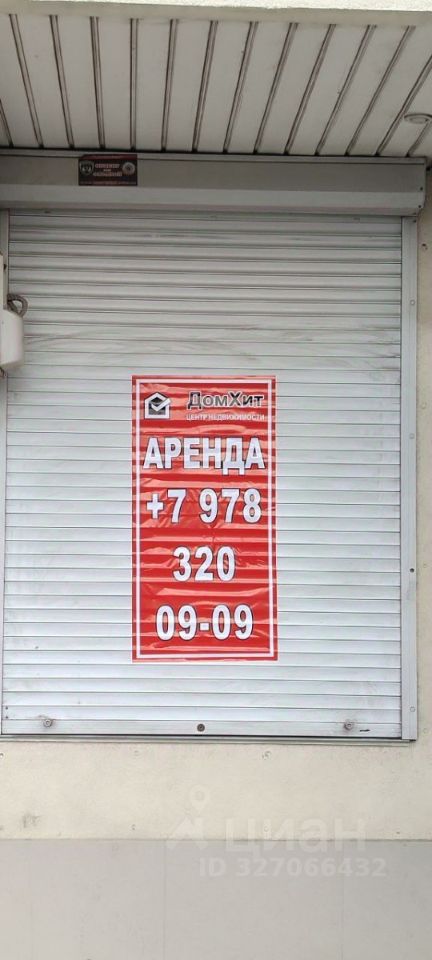 ДомХит
ЦЕНТР НЕДВИЖИМОСТИ
АРЕНДА
+7 978
320
09-09
циан
ID 327066432